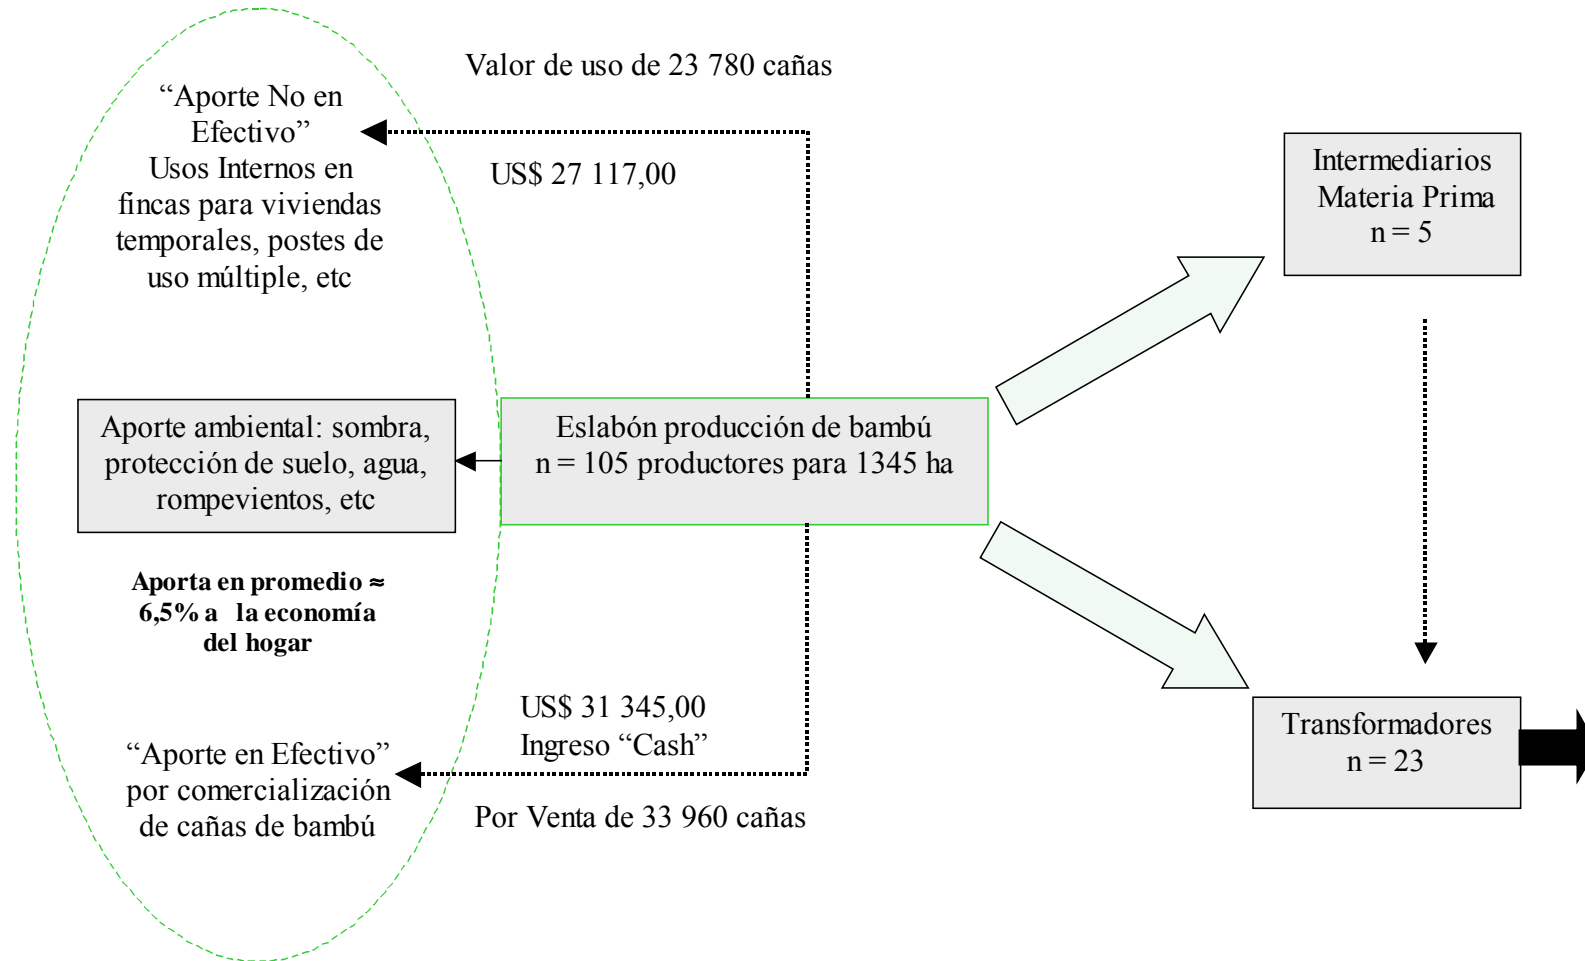 Valor de uso de 23 780 cañas
“Aporte No en
Efectivo”
Usos Internos en
fincas para viviendas
temporales, postes de
uso múltiple, etc
US$ 27 117,00
Intermediarios
Materia Prima
n = 5
Aporte ambiental: sombra,
protección de suelo, agua,
rompevientos, etc
Eslabón producción de bambú
n = 105 productores para 1345 ha
Aporta en promedio ≈
6,5% a la economía
del hogar
US$ 31 345,00
Ingreso “Cash”
“Aporte en Efectivo”
por comercialización
de cañas de bambú
Por Venta de 33 960 cañas
Transformadores
n = 23